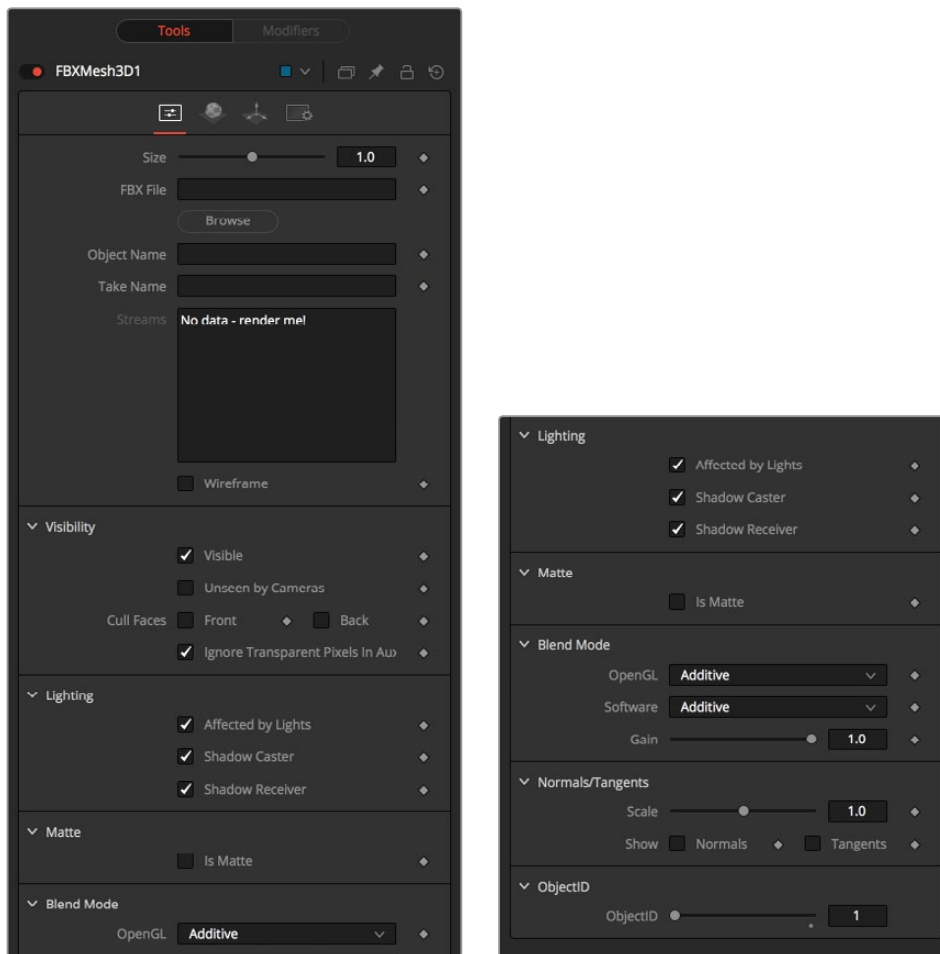 Tools Modifiers
FBXMesh3D1
Size 1.0
FBX File
Browse
Object Name
Take Name
Streams No data - render me!
Wireframe
Visibility
Visible
Unseen by Cameras
Cull Faces Front Back
Ignore Transparent Pixels In Aux
Lighting
Affected by Lights
Shadow Caster
Shadow Receiver
Matte
Is Matte
Blend Mode
OpenGL Additive
Lighting
Affected by Lights
Shadow Caster
Shadow Receiver
Matte
Is Matte
Blend Mode
OpenGL Additive
Software Additive
Gain 1.0
Normals/Tangents
Scale 1.0
Show Normals Tangents
ObjectID
ObjectID 1